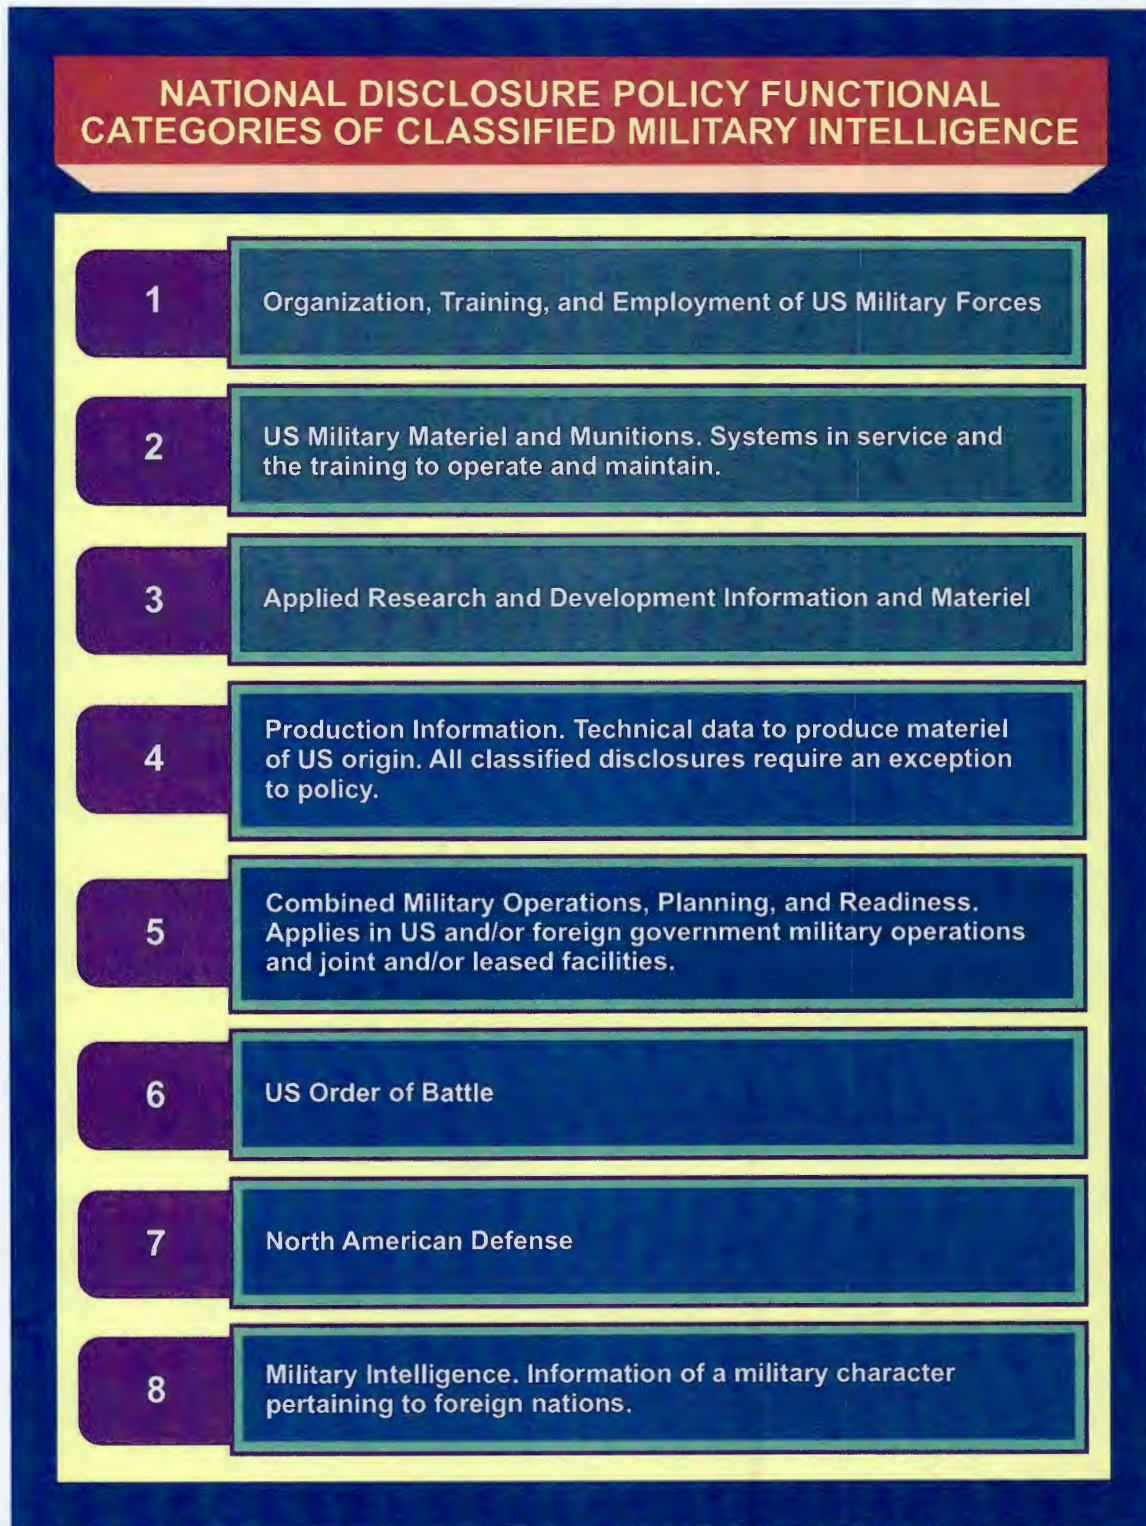 NATIONAL DISCLOSURE POLICY FUNCTIONAL
CATEGORIES OF CLASSIFIED MILITARY INTELLIGENCE
1
Organization, Training, and Employment of US Military Forces
2
US Military Materiel and Munitions. Systems in service and
the training to operate and maintain.
3
Applied Research and Development Information and Materiel
4
Production Information. Technical data to produce materiel
of US origin. All classified disclosures require an exception
to policy.
5
Combined Military Operations, Planning, and Readiness.
Applies in US and/or foreign government military operations
and joint and/or leased facilities.
6
US Order of Battle
7
North American Defense
8
Military Intelligence. Information of a military character
pertaining to foreign nations.